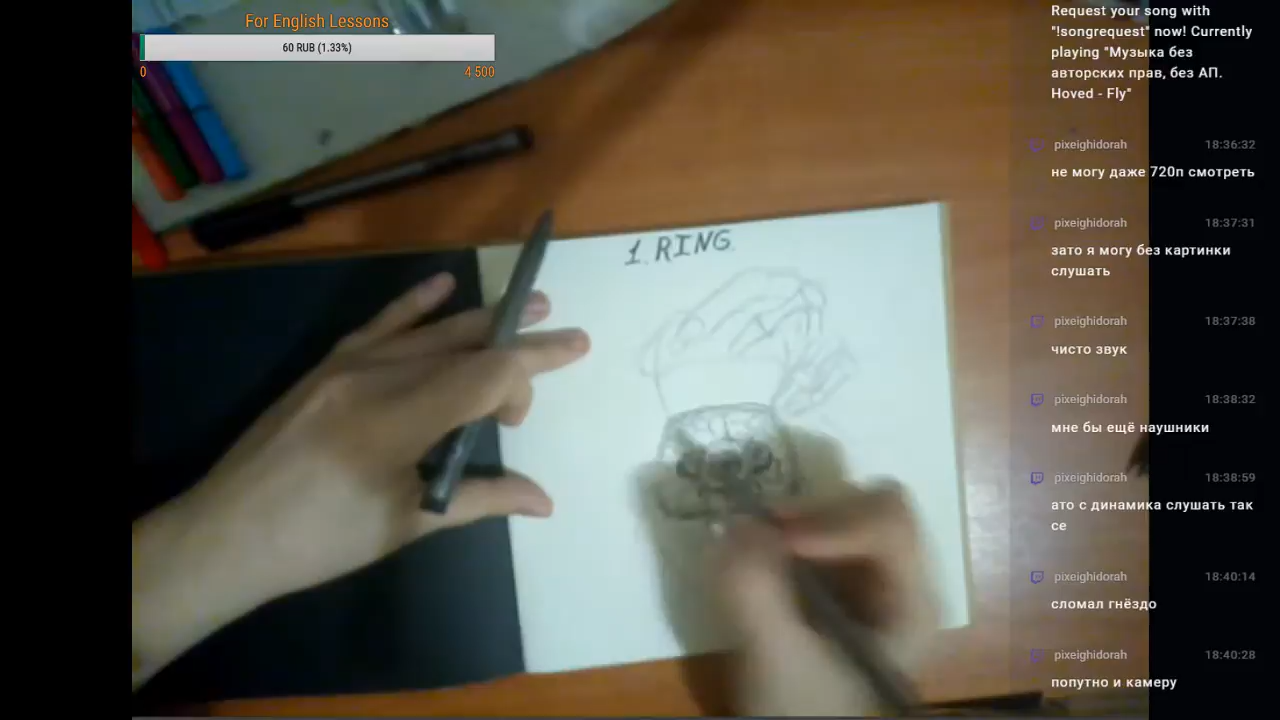 For English Lessons
60 RUB (1.33%)
0 4 500
1. RING
Request your song with
"!songrequest" now! Currently
playing "Музыка без
авторских прав, без АП.
Hoved - Fly"
pixeighidorah 18:36:32
не могу даже 720п смотреть
pixeighidorah 18:37:31
зато я могу без картинки
слушать
pixeighidorah 18:37:38
чисто звук
pixeighidorah 18:38:32
мне бы ещё наушники
pixeighidorah 18:38:59
ато с динамика слушать так
се
pixeighidorah 18:40:14
сломал гнёздо
pixeighidorah 18:40:28
попутно и камеру